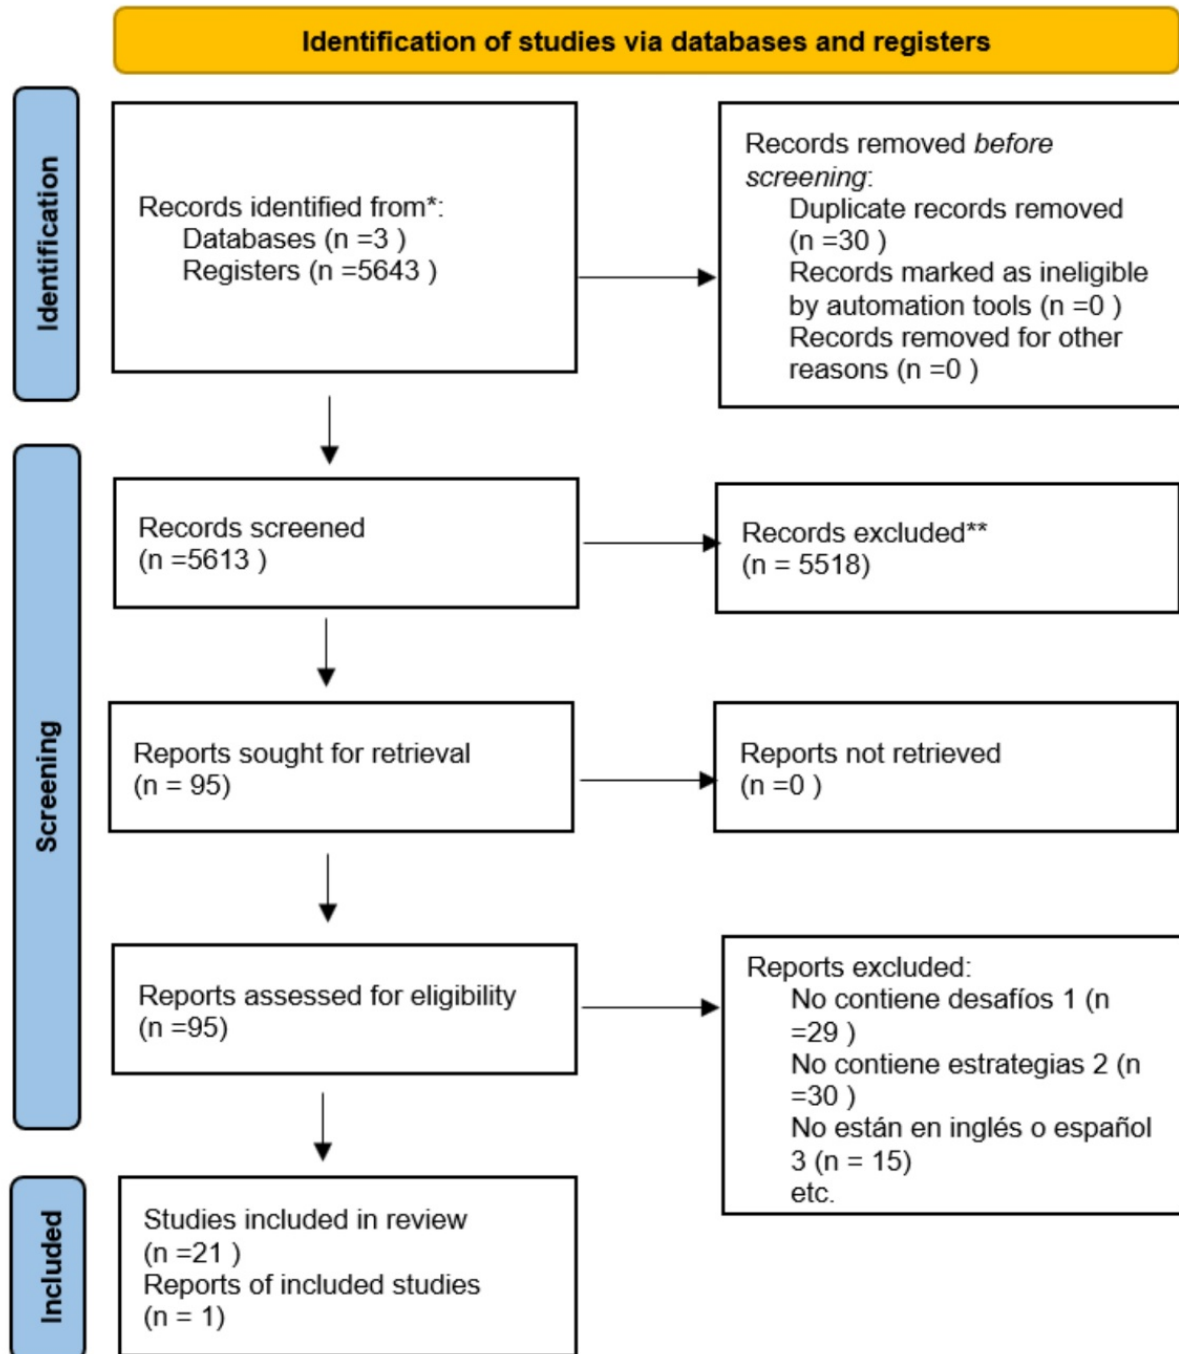 Identification of studies via databases and registers
Identification
Records identified from*:
Databases (n =3 )
Registers (n =5643 )
Records removed before
screening:
Duplicate records removed
(n =30 )
Records marked as ineligible
by automation tools (n =0 )
Records removed for other
reasons (n =0 )
Screening
Records screened
(n =5613 )
Records excluded**
(n = 5518)
Reports sought for retrieval
(n = 95)
Reports not retrieved
(n =0 )
Reports assessed for eligibility
(n =95)
Reports excluded:
No contiene desafíos 1 (n
=29 )
No contiene estrategias 2 (n
=30 )
No están en inglés o español
3 (n = 15)
etc.
Included
Studies included in review
(n =21 )
Reports of included studies
(n = 1)